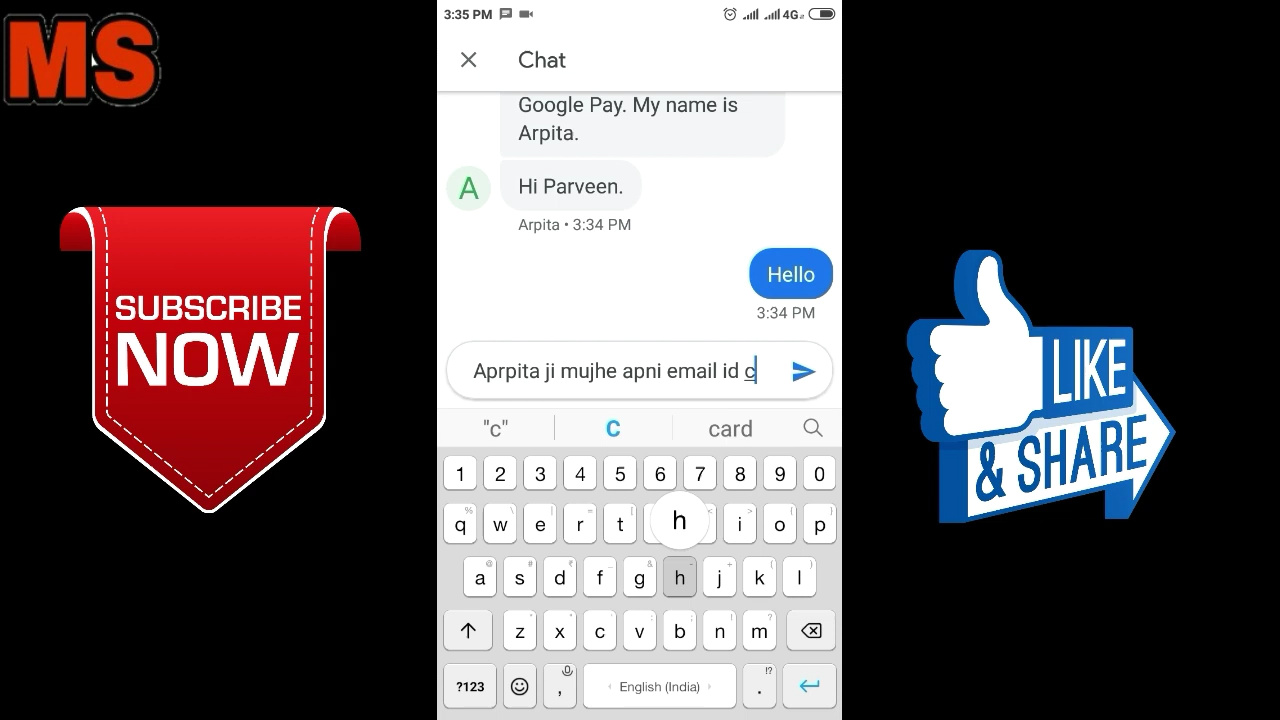 MS
3:35 PM 4G
Chat
Google Pay. My name is
Arpita.
A
Hi Parveen.
Arpita • 3:34 PM
Hello
3:34 PM
Aprpita ji mujhe apni email id c
"c" C card
1 2 3 4 5 6 7 8 9 0
q w e r t h i o p
a s d f g h j k l
z x c v b n m
?123 , English (India) . !?
SUBSCRIBE
NOW
LIKE
& SHARE